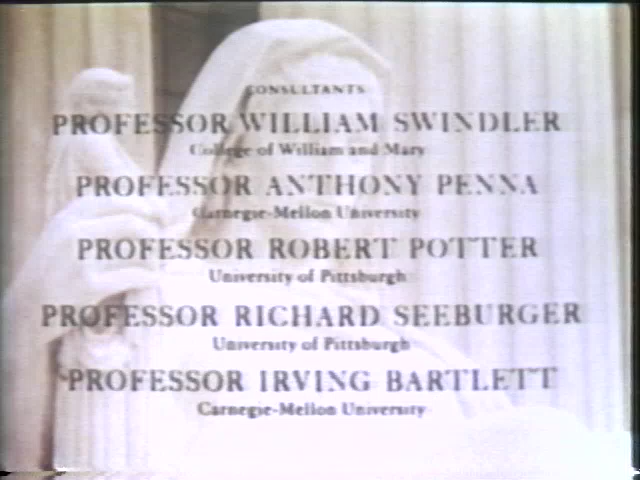 CONSULTANTS
PROFESSOR WILLIAM SWINDLER
College of William and Mary
PROFESSOR ANTHONY PENNA
Carnegie-Mellon University
PROFESSOR ROBERT POTTER
University of Pittsburgh
PROFESSOR RICHARD SEEBURGER
University of Pittsburgh
PROFESSOR IRVING BARTLETT
Carnegie-Mellon University